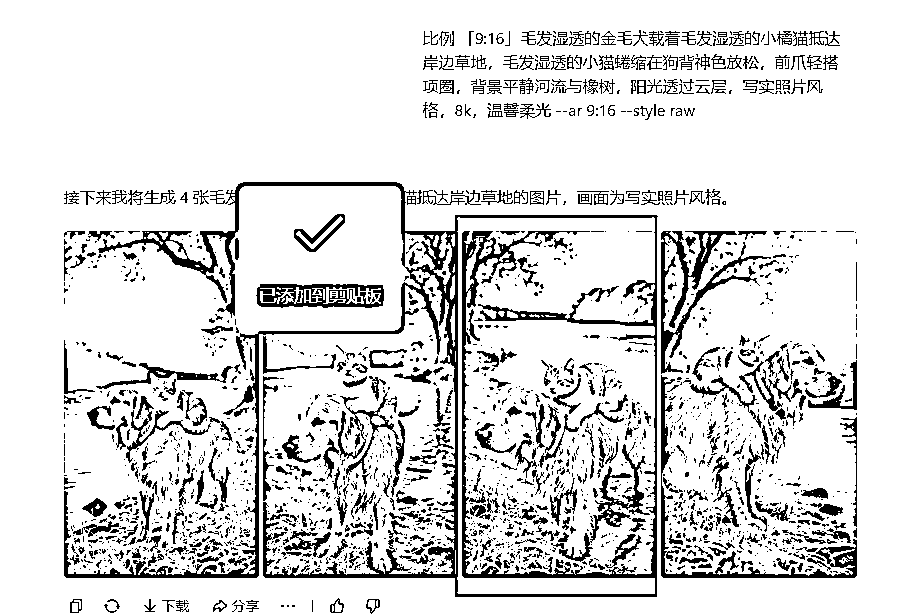 比例 「9:16」毛发湿透的金毛犬载着毛发湿透的小橘猫抵达
岸边草地，毛发湿透的小猫蜷缩在狗背神色放松，前爪轻搭
项圈，背景平静河流与橡树，阳光透过云层，写实照片风
格，8k，温馨柔光 --ar 9:16 --style raw
接下来我将生成 4 张毛发
猫抵达岸边草地的图片，画面为写实照片风格。
已添加到剪贴板
下载
分享